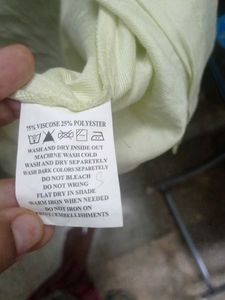 75% VISCOSE 25% POLYESTER
WASH AND DRY INSIDE OUT
MACHINE WASH COLD
WASH AND DRY SEPARETELY
WASH DARK COLORS SEPARETELY
DO NOT BLEACH
DO NOT WRING
FLAT DRY IN SHADE
WARM IRON WHEN NEEDED
DO NOT IRON ON
EMBELLISHMENTS